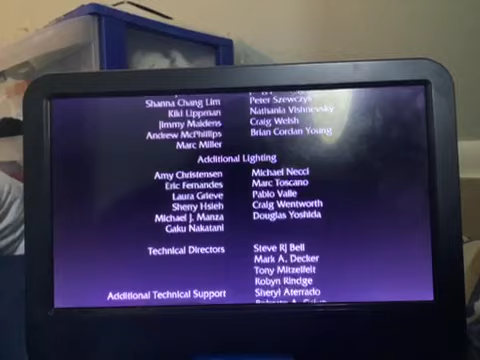 Shanna Chang Lim Peter Szewczyk
Kiki Lippman Nathania Vishnevsky
Jimmy Maidens Craig Welsh
Andrew McPhillips Brian Cordan Young
Marc Miller
Additional Lighting
Amy Christensen Michael Necci
Eric Fernandes Marc Toscano
Laura Grieve Pablo Valle
Sherry Hsieh Craig Wentworth
Michael J. Manza Douglas Yoshida
Gaku Nakatani
Technical Directors Steve RJ Bell
Mark A. Decker
Tony Mitzelfelt
Robyn Rindge
Additional Technical Support Sheryl Aterrado